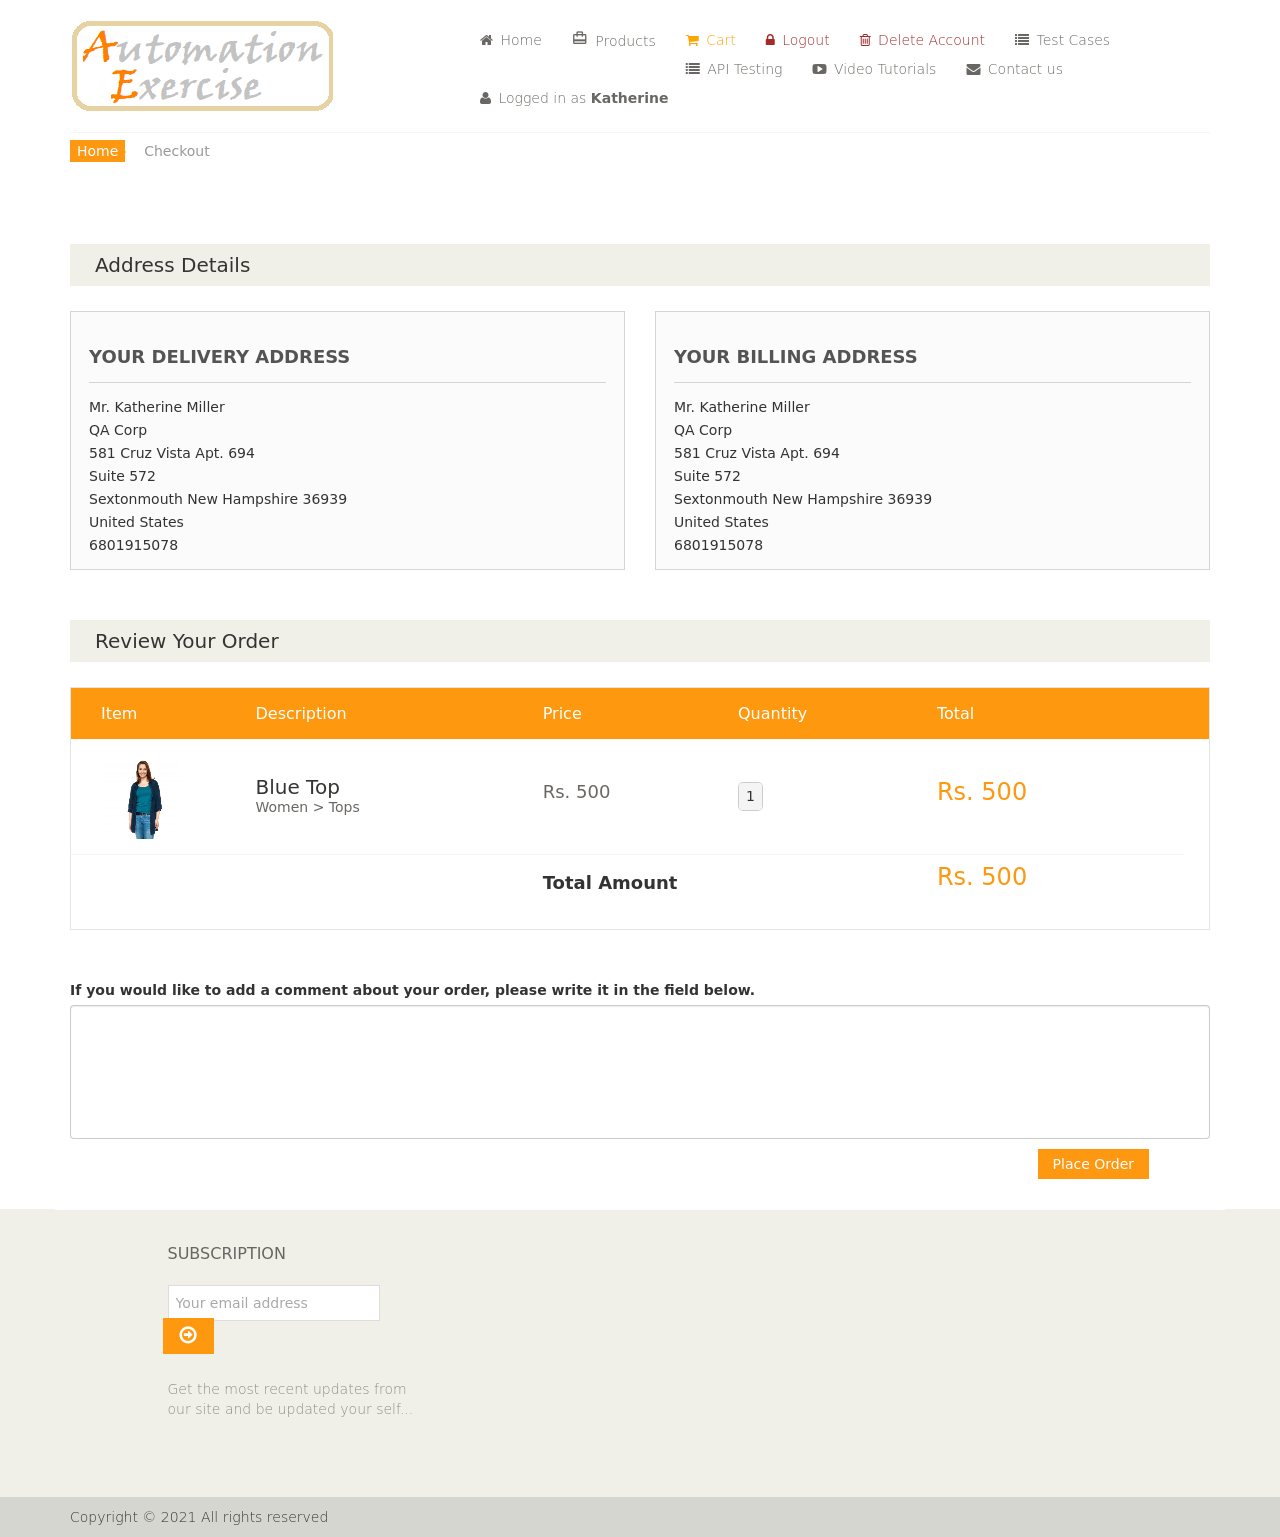 Automation
Exercise
Home
Products
Cart
Logout
Delete Account
Test Cases
API Testing
Video Tutorials
Contact us
Logged in as Katherine
Home
Checkout
Address Details
YOUR DELIVERY ADDRESS
Mr. Katherine Miller
QA Corp
581 Cruz Vista Apt. 694
Suite 572
Sextonmouth New Hampshire 36939
United States
6801915078
YOUR BILLING ADDRESS
Mr. Katherine Miller
QA Corp
581 Cruz Vista Apt. 694
Suite 572
Sextonmouth New Hampshire 36939
United States
6801915078
Review Your Order
Item Description Price Quantity Total
Blue Top
Women > Tops
Rs. 500
1
Rs. 500
Total Amount
Rs. 500
If you would like to add a comment about your order, please write it in the field below.
Place Order
SUBSCRIPTION
Your email address
Get the most recent updates from
our site and be updated your self...
Copyright © 2021 All rights reserved